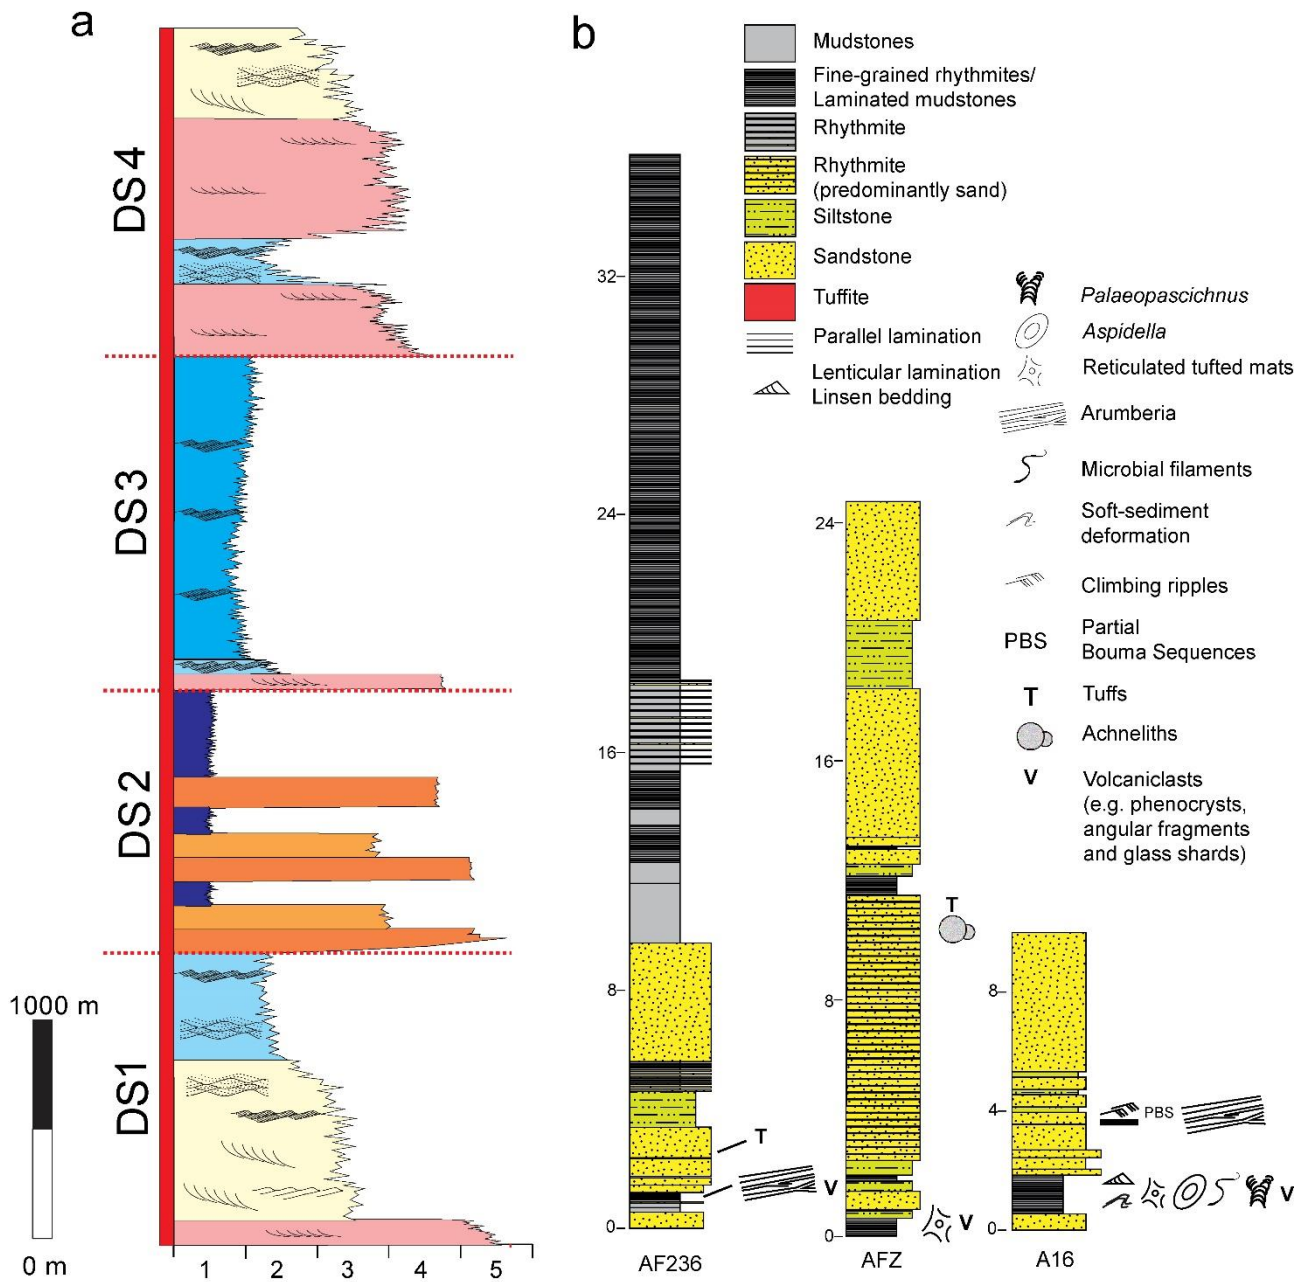 a
DS4
DS3
DS2
DS1
1000 m
0 m
1 2 3 4 5
b
Mudstones
Fine-grained rhythmites/
Laminated mudstones
Rhythmite
Rhythmite
(predominantly sand)
Siltstone
Sandstone
Tuffite
Parallel lamination
Lenticular lamination
Linsen bedding
Palaeopascichnus
Aspidella
Reticulated tufted mats
Arumberia
Microbial filaments
Soft-sediment
deformation
Climbing ripples
PBS
Partial
Bouma Sequences
T
Tuffs
Achneliths
V
Volcaniclasts
(e.g. phenocrysts,
angular fragments
and glass shards)
32
24
16
8
0
T
V
AF236
24
16
8
0
T
V
AFZ
8
4
0
PBS
V
A16